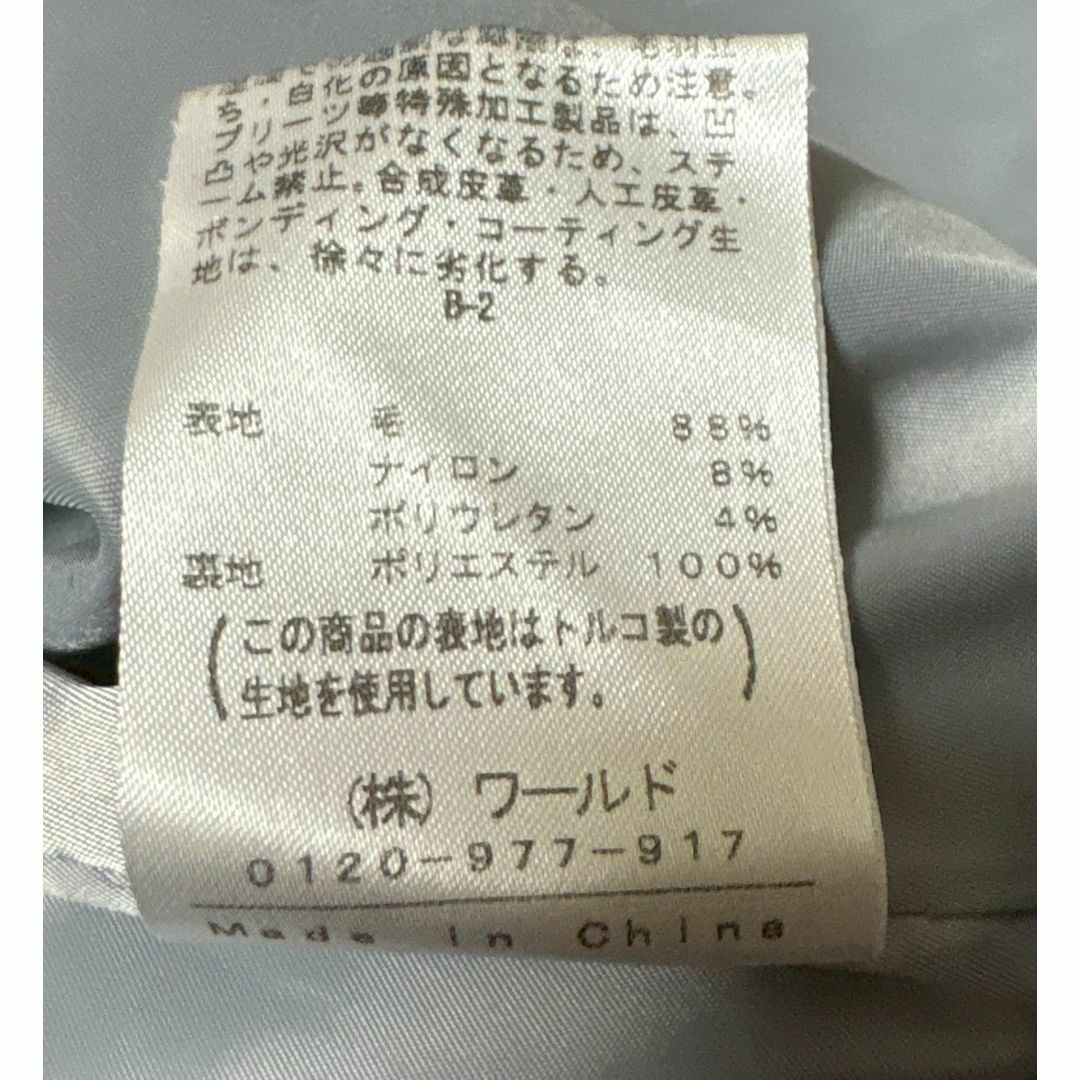 ち・白化の原因となるため注意。
プリーツ等特殊加工製品は、凹
凸や光沢がなくなるため、スチ
ーム禁止。合成皮革・人工皮革・
ボンディング・コーティング生
地は、徐々に劣化する。
B-2
表地 毛 88%
ナイロン 8%
ポリウレタン 4%
裏地 ポリエステル 100%
(この商品の表地はトルコ製の
生地を使用しています。)
(株) ワールド
0120-977-917
Made in China